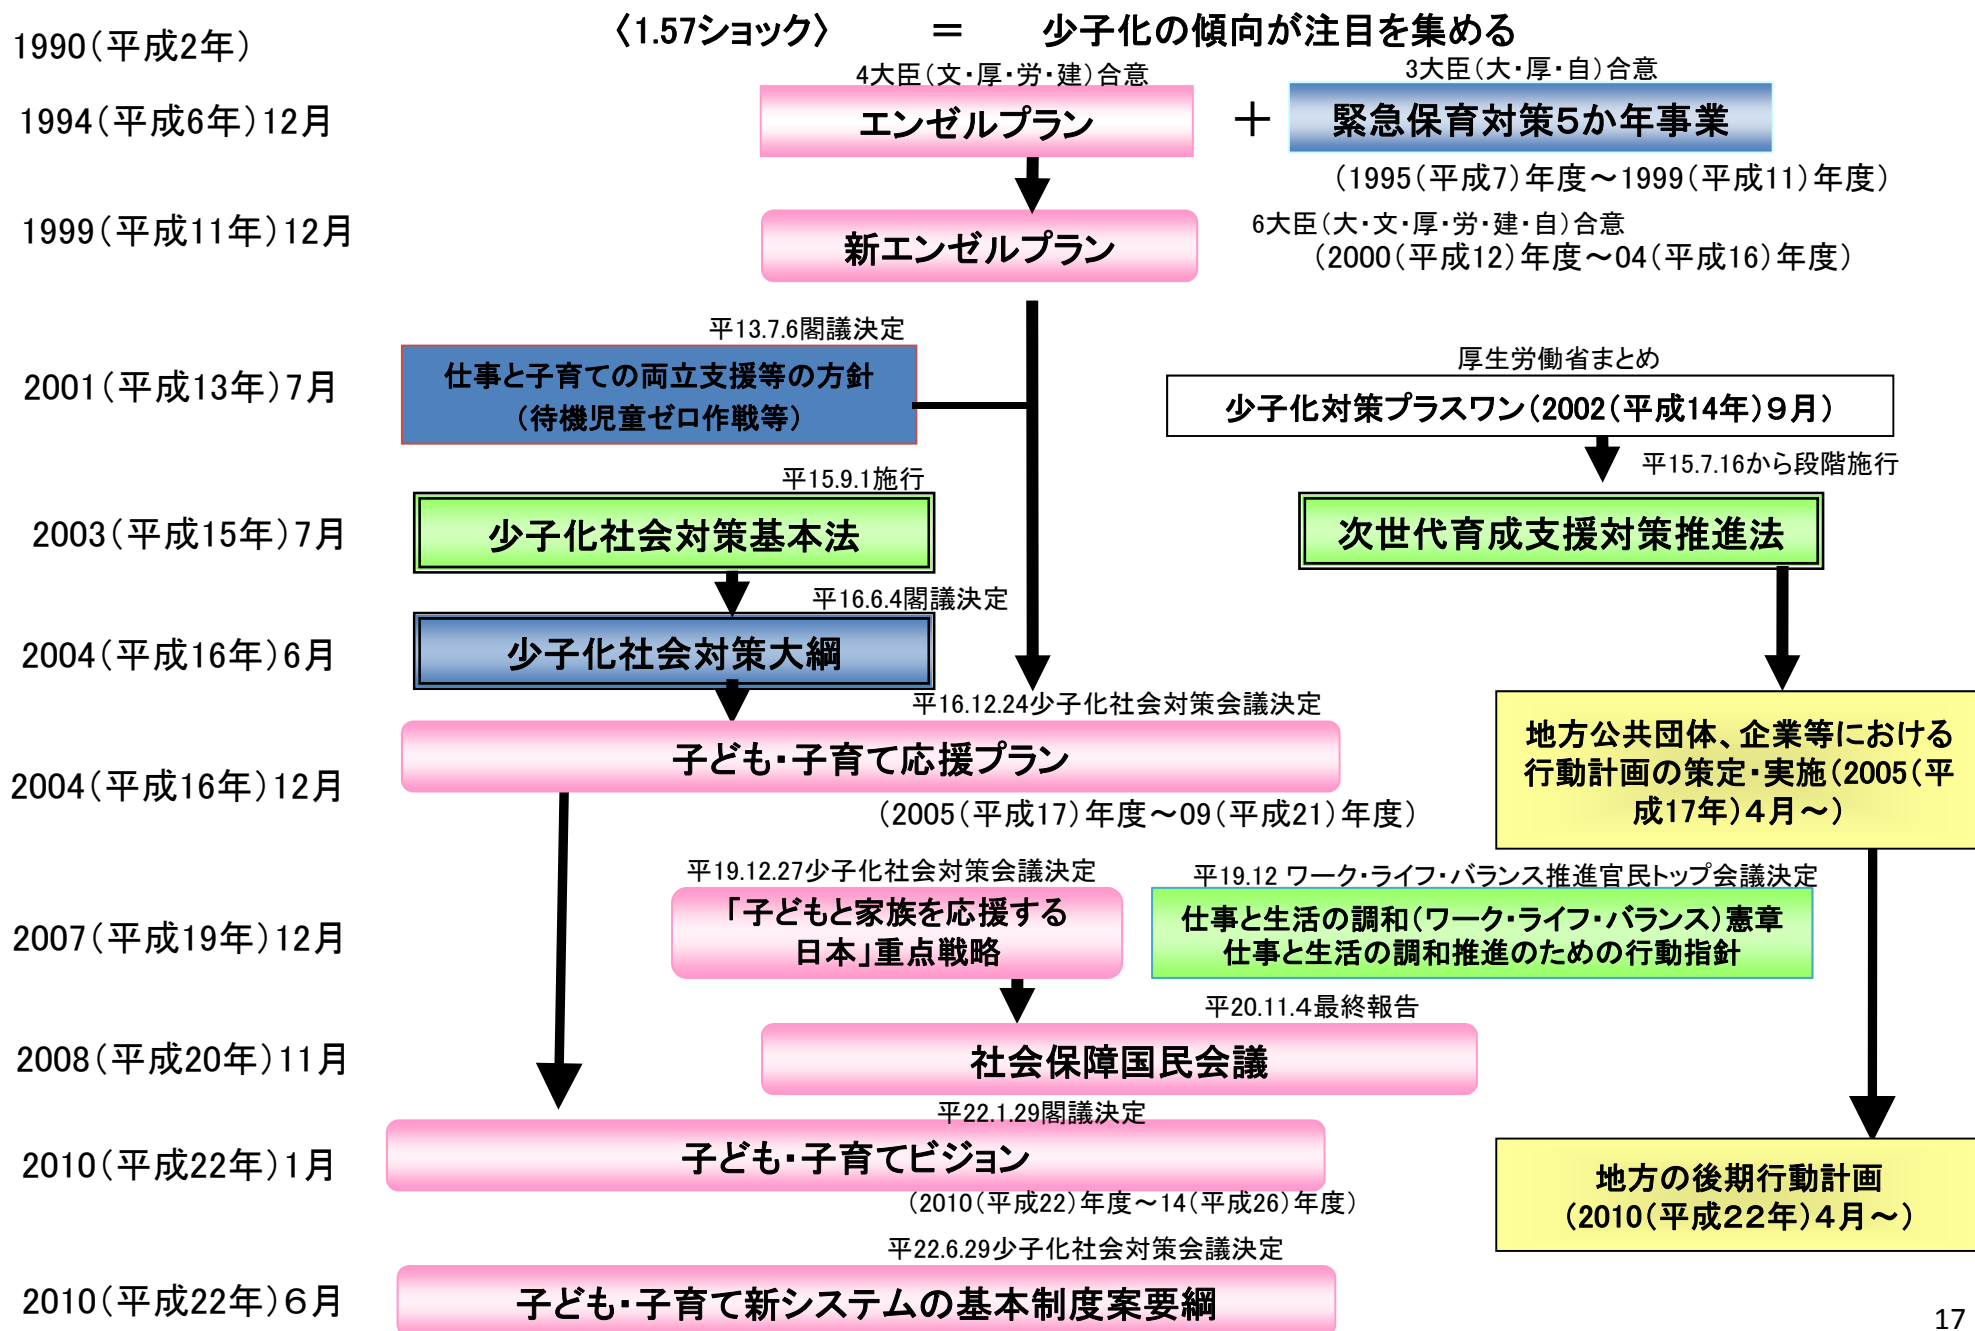 1990(平成2年)
〈1.57ショック〉 ＝ 少子化の傾向が注目を集める
4大臣(文・厚・労・建)合意
3大臣(大・厚・自)合意
1994(平成6年)12月
エンゼルプラン
＋
緊急保育対策5か年事業
(1995(平成7)年度～1999(平成11)年度)
1999(平成11年)12月
新エンゼルプラン
6大臣(大・文・厚・労・建・自)合意
(2000(平成12)年度～04(平成16)年度)
平13.7.6閣議決定
2001(平成13年)7月
仕事と子育ての両立支援等の方針
(待機児童ゼロ作戦等)
厚生労働省まとめ
少子化対策プラスワン(2002(平成14年)9月)
平15.9.1施行
平15.7.16から段階施行
2003(平成15年)7月
少子化社会対策基本法
次世代育成支援対策推進法
平16.6.4閣議決定
2004(平成16年)6月
少子化社会対策大綱
平16.12.24少子化社会対策会議決定
2004(平成16年)12月
子ども・子育て応援プラン
(2005(平成17)年度～09(平成21)年度)
地方公共団体、企業等における
行動計画の策定・実施(2005(平
成17年)4月～)
平19.12.27少子化社会対策会議決定
平19.12 ワーク・ライフ・バランス推進官民トップ会議決定
2007(平成19年)12月
「子どもと家族を応援する
日本」重点戦略
仕事と生活の調和(ワーク・ライフ・バランス)憲章
仕事と生活の調和推進のための行動指針
平20.11.4最終報告
2008(平成20年)11月
社会保障国民会議
平22.1.29閣議決定
2010(平成22年)1月
子ども・子育てビジョン
(2010(平成22)年度～14(平成26)年度)
地方の後期行動計画
(2010(平成22年)4月～)
平22.6.29少子化社会対策会議決定
2010(平成22年)6月
子ども・子育て新システムの基本制度案要綱
17